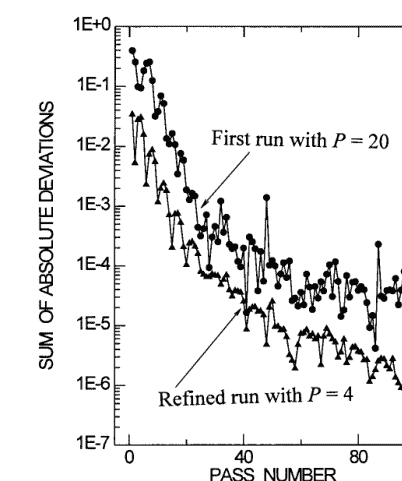 1E+0
1E-1
1E-2
1E-3
1E-4
1E-5
1E-6
1E-7
SUM OF ABSOLUTE DEVIATIONS
First run with P = 20
Refined run with P = 4
0
40
80
PASS NUMBER